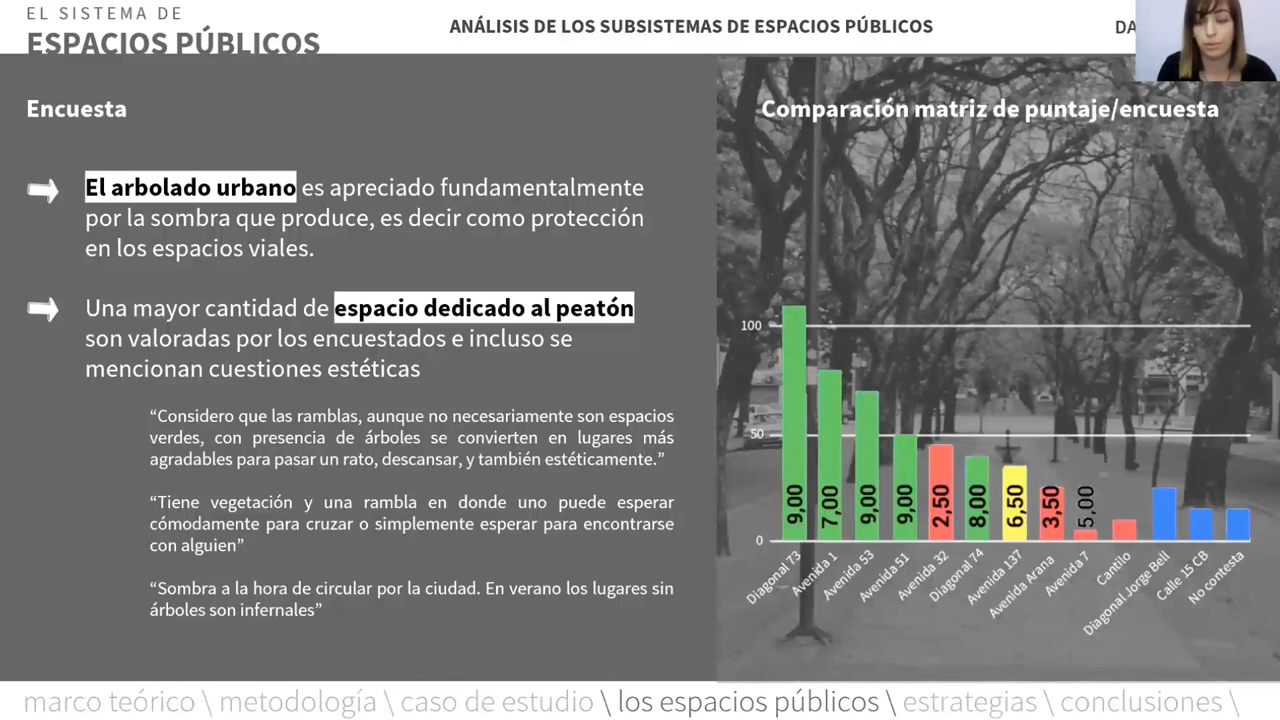 EL SISTEMA DE
ESPACIOS PÚBLICOS
ANÁLISIS DE LOS SUBSISTEMAS DE ESPACIOS PÚBLICOS
Encuesta
El arbolado urbano es apreciado fundamentalmente
por la sombra que produce, es decir como protección
en los espacios viales.
Una mayor cantidad de espacio dedicado al peatón
son valoradas por los encuestados e incluso se
mencionan cuestiones estéticas
“Considero que las ramblas, aunque no necesariamente son espacios
verdes, con presencia de árboles se convierten en lugares más
agradables para pasar un rato, descansar, y también estéticamente.”
“Tiene vegetación y una rambla en donde uno puede esperar
cómodamente para cruzar o simplemente esperar para encontrarse
con alguien”
“Sombra a la hora de circular por la ciudad. En verano los lugares sin
árboles son infernales”
Comparación matriz de puntaje/encuesta
100
50
0
9,00
7,00
9,00
9,00
2,50
8,00
6,50
3,50
5,00
Diagonal 73
Avenida 1
Avenida 53
Avenida 51
Avenida 32
Diagonal 74
Avenida 137
Avenida Arana
Avenida 7
Cantilo
Diagonal Jorge Bell
Calle 15 CB
No contesta
marco teórico \ metodología \ caso de estudio \ los espacios públicos \ estrategias \ conclusiones \